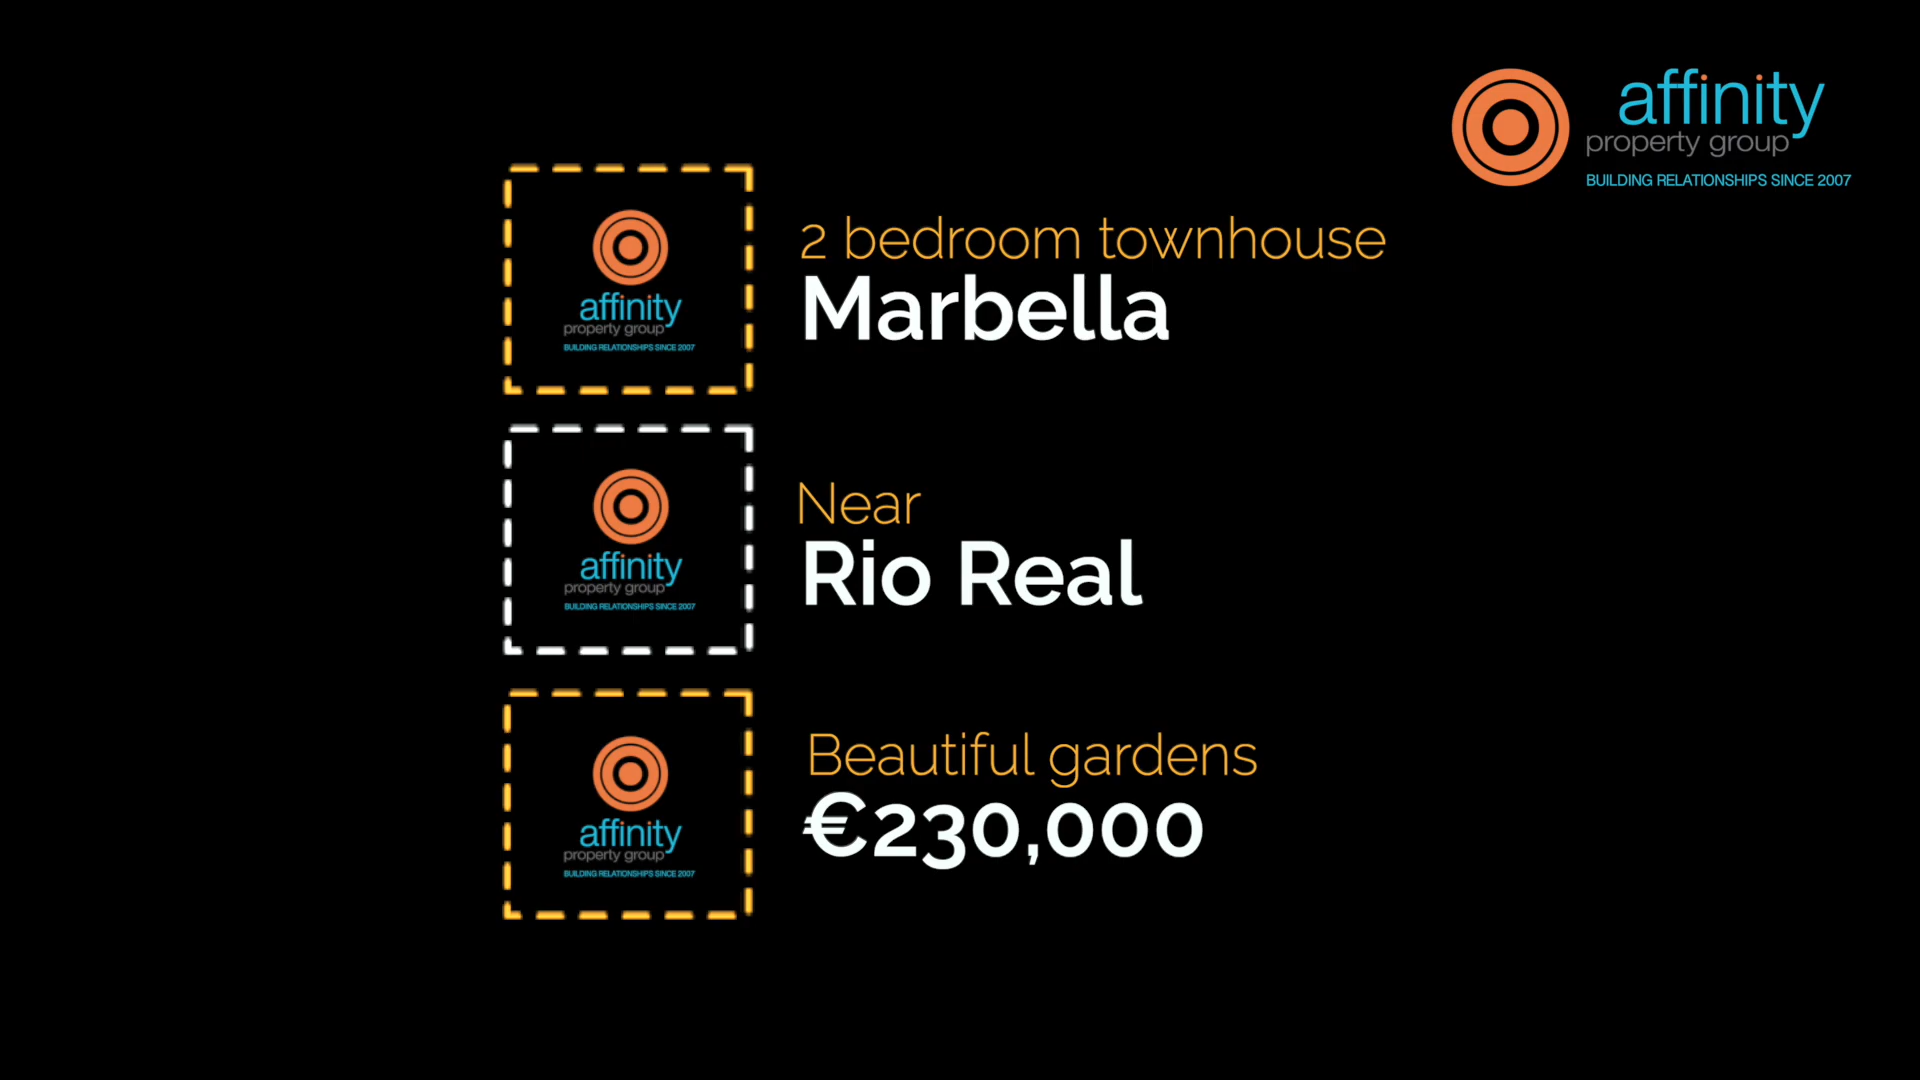 affinity
property group
BUILDING RELATIONSHIPS SINCE 2007
affinity
property group
BUILDING RELATIONSHIPS SINCE 2007
2 bedroom townhouse
Marbella
affinity
property group
BUILDING RELATIONSHIPS SINCE 2007
Near
Rio Real
affinity
property group
BUILDING RELATIONSHIPS SINCE 2007
Beautiful gardens
€230,000